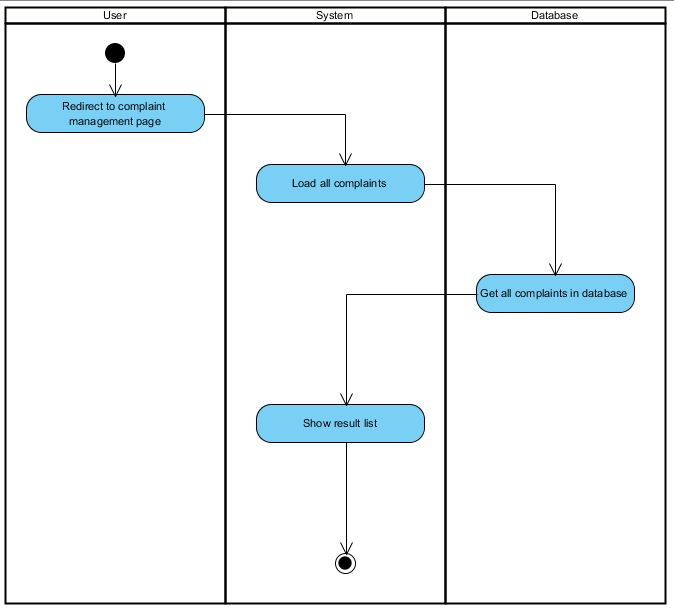 User
System
Database
Redirect to complaint
management page
Load all complaints
Get all complaints in database
Show result list